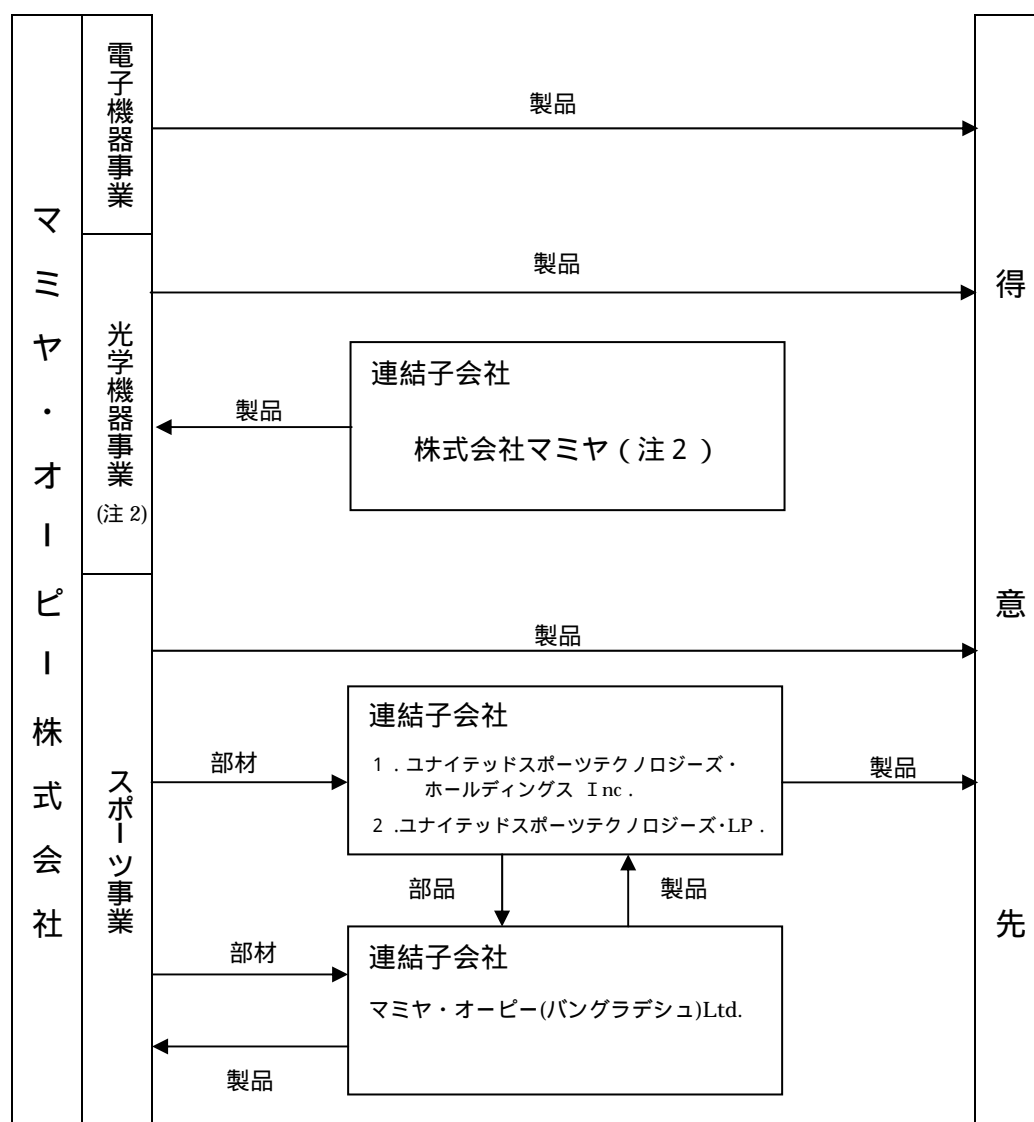 マミヤ・オーピー株式会社
電子機器事業
製品
光学機器事業
(注 2)
製品
連結子会社
株式会社マミヤ(注2)
製品
スポーツ事業
製品
連結子会社
1.ユナイテッドスポーツテクノロジーズ・
ホールディングス Inc.
2.ユナイテッドスポーツテクノロジーズ・LP.
部材
製品
部品
製品
連結子会社
マミヤ・オーピー(バングラデシュ)Ltd.
部材
製品
得意先